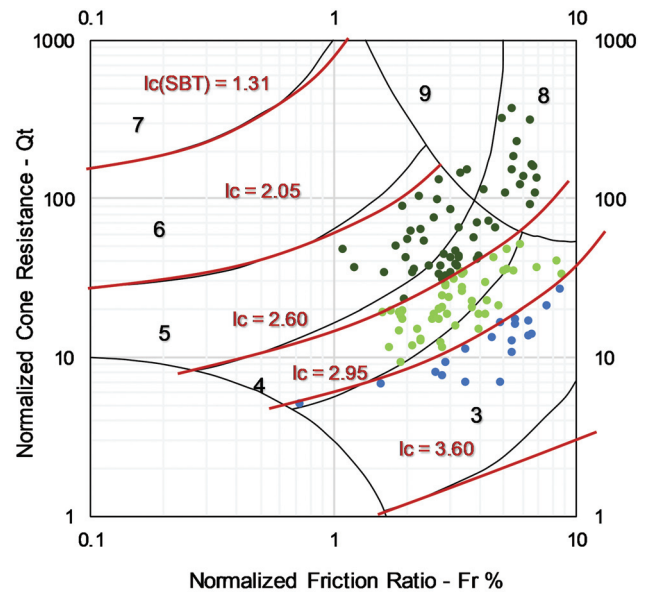 0.1 1 10
1000 1000
Ic(SBT) = 1.31
9 8
7
100 Ic = 2.05 100
6
Ic = 2.60
5
10 10
Ic = 2.95
4
3
Ic = 3.60
1 1
0.1 1 10
Normalized Cone Resistance - Qt
Normalized Friction Ratio - Fr %